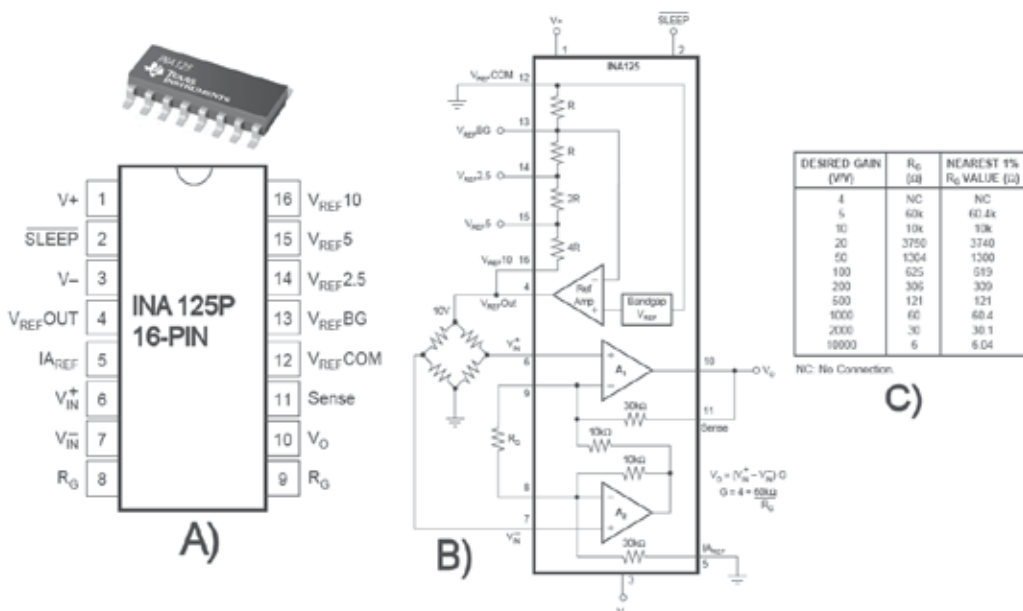 INA125
TEXAS
INSTRUMENTS
V+ 1
SLEEP 2
V– 3
VREFOUT 4
IAREF 5
V+IN 6
V–IN 7
RG 8
INA 125P
16-PIN
16 VREF10
15 VREF5
14 VREF2.5
13 VREFBG
12 VREFCOM
11 Sense
10 VO
9 RG
A)
V+
SLEEP
1
2
INA125
VREFCOM
12
R
13
VREFBG
R
14
VREF2.5
2R
15
VREF5
4R
VREF10 16
4
VREFOut
Ref
Amp
Bandgap
VREF
10V
V+IN
6
A1
10
VO
9
30kΩ
11
Sense
10kΩ
RG
10kΩ
8
A2
7
V–IN
30kΩ
IAREF
5
3
VO = (V+IN – V–IN) G
G = 4 = 60kΩ
RG
B)
DESIRED GAIN RG NEAREST 1%
(V/V) (Ω) RG VALUE (Ω)
4 NC NC
5 60k 60.4k
10 10k 10k
20 3750 3740
50 1304 1300
100 625 619
200 306 309
500 121 121
1000 60 60.4
2000 30 30.1
10000 6 6.04
NC: No Connection.
C)